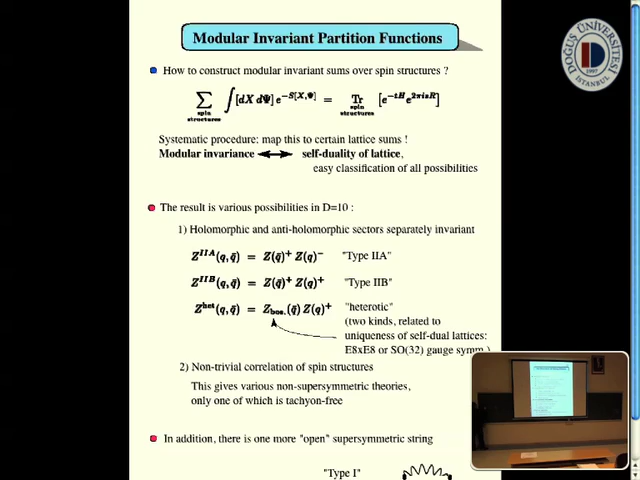 Modular Invariant Partition Functions
How to construct modular invariant sums over spin structures ?
∑ ∫ [dX dΨ] e^{-S[X,Ψ]} = Tr [e^{-tH} e^{2πisR}]
spin structures
spin structures
Systematic procedure: map this to certain lattice sums !
Modular invariance ⟷ self-duality of lattice,
easy classification of all possibilities
The result is various possibilities in D=10 :
1) Holomorphic and anti-holomorphic sectors separately invariant
Z^{IIA}(q, q̄) = Z(q̄)^+ Z(q)^- "Type IIA"
Z^{IIB}(q, q̄) = Z(q̄)^+ Z(q)^+ "Type IIB"
Z^{het}(q, q̄) = Z_{bos.}(q̄) Z(q)^+ "heterotic"
(two kinds, related to
uniqueness of self-dual lattices:
E8xE8 or SO(32) gauge symm.)
2) Non-trivial correlation of spin structures
This gives various non-supersymmetric theories,
only one of which is tachyon-free
In addition, there is one more "open" supersymmetric string
"Type I"
DOĞUŞ ÜNİVERSİTESİ
1997